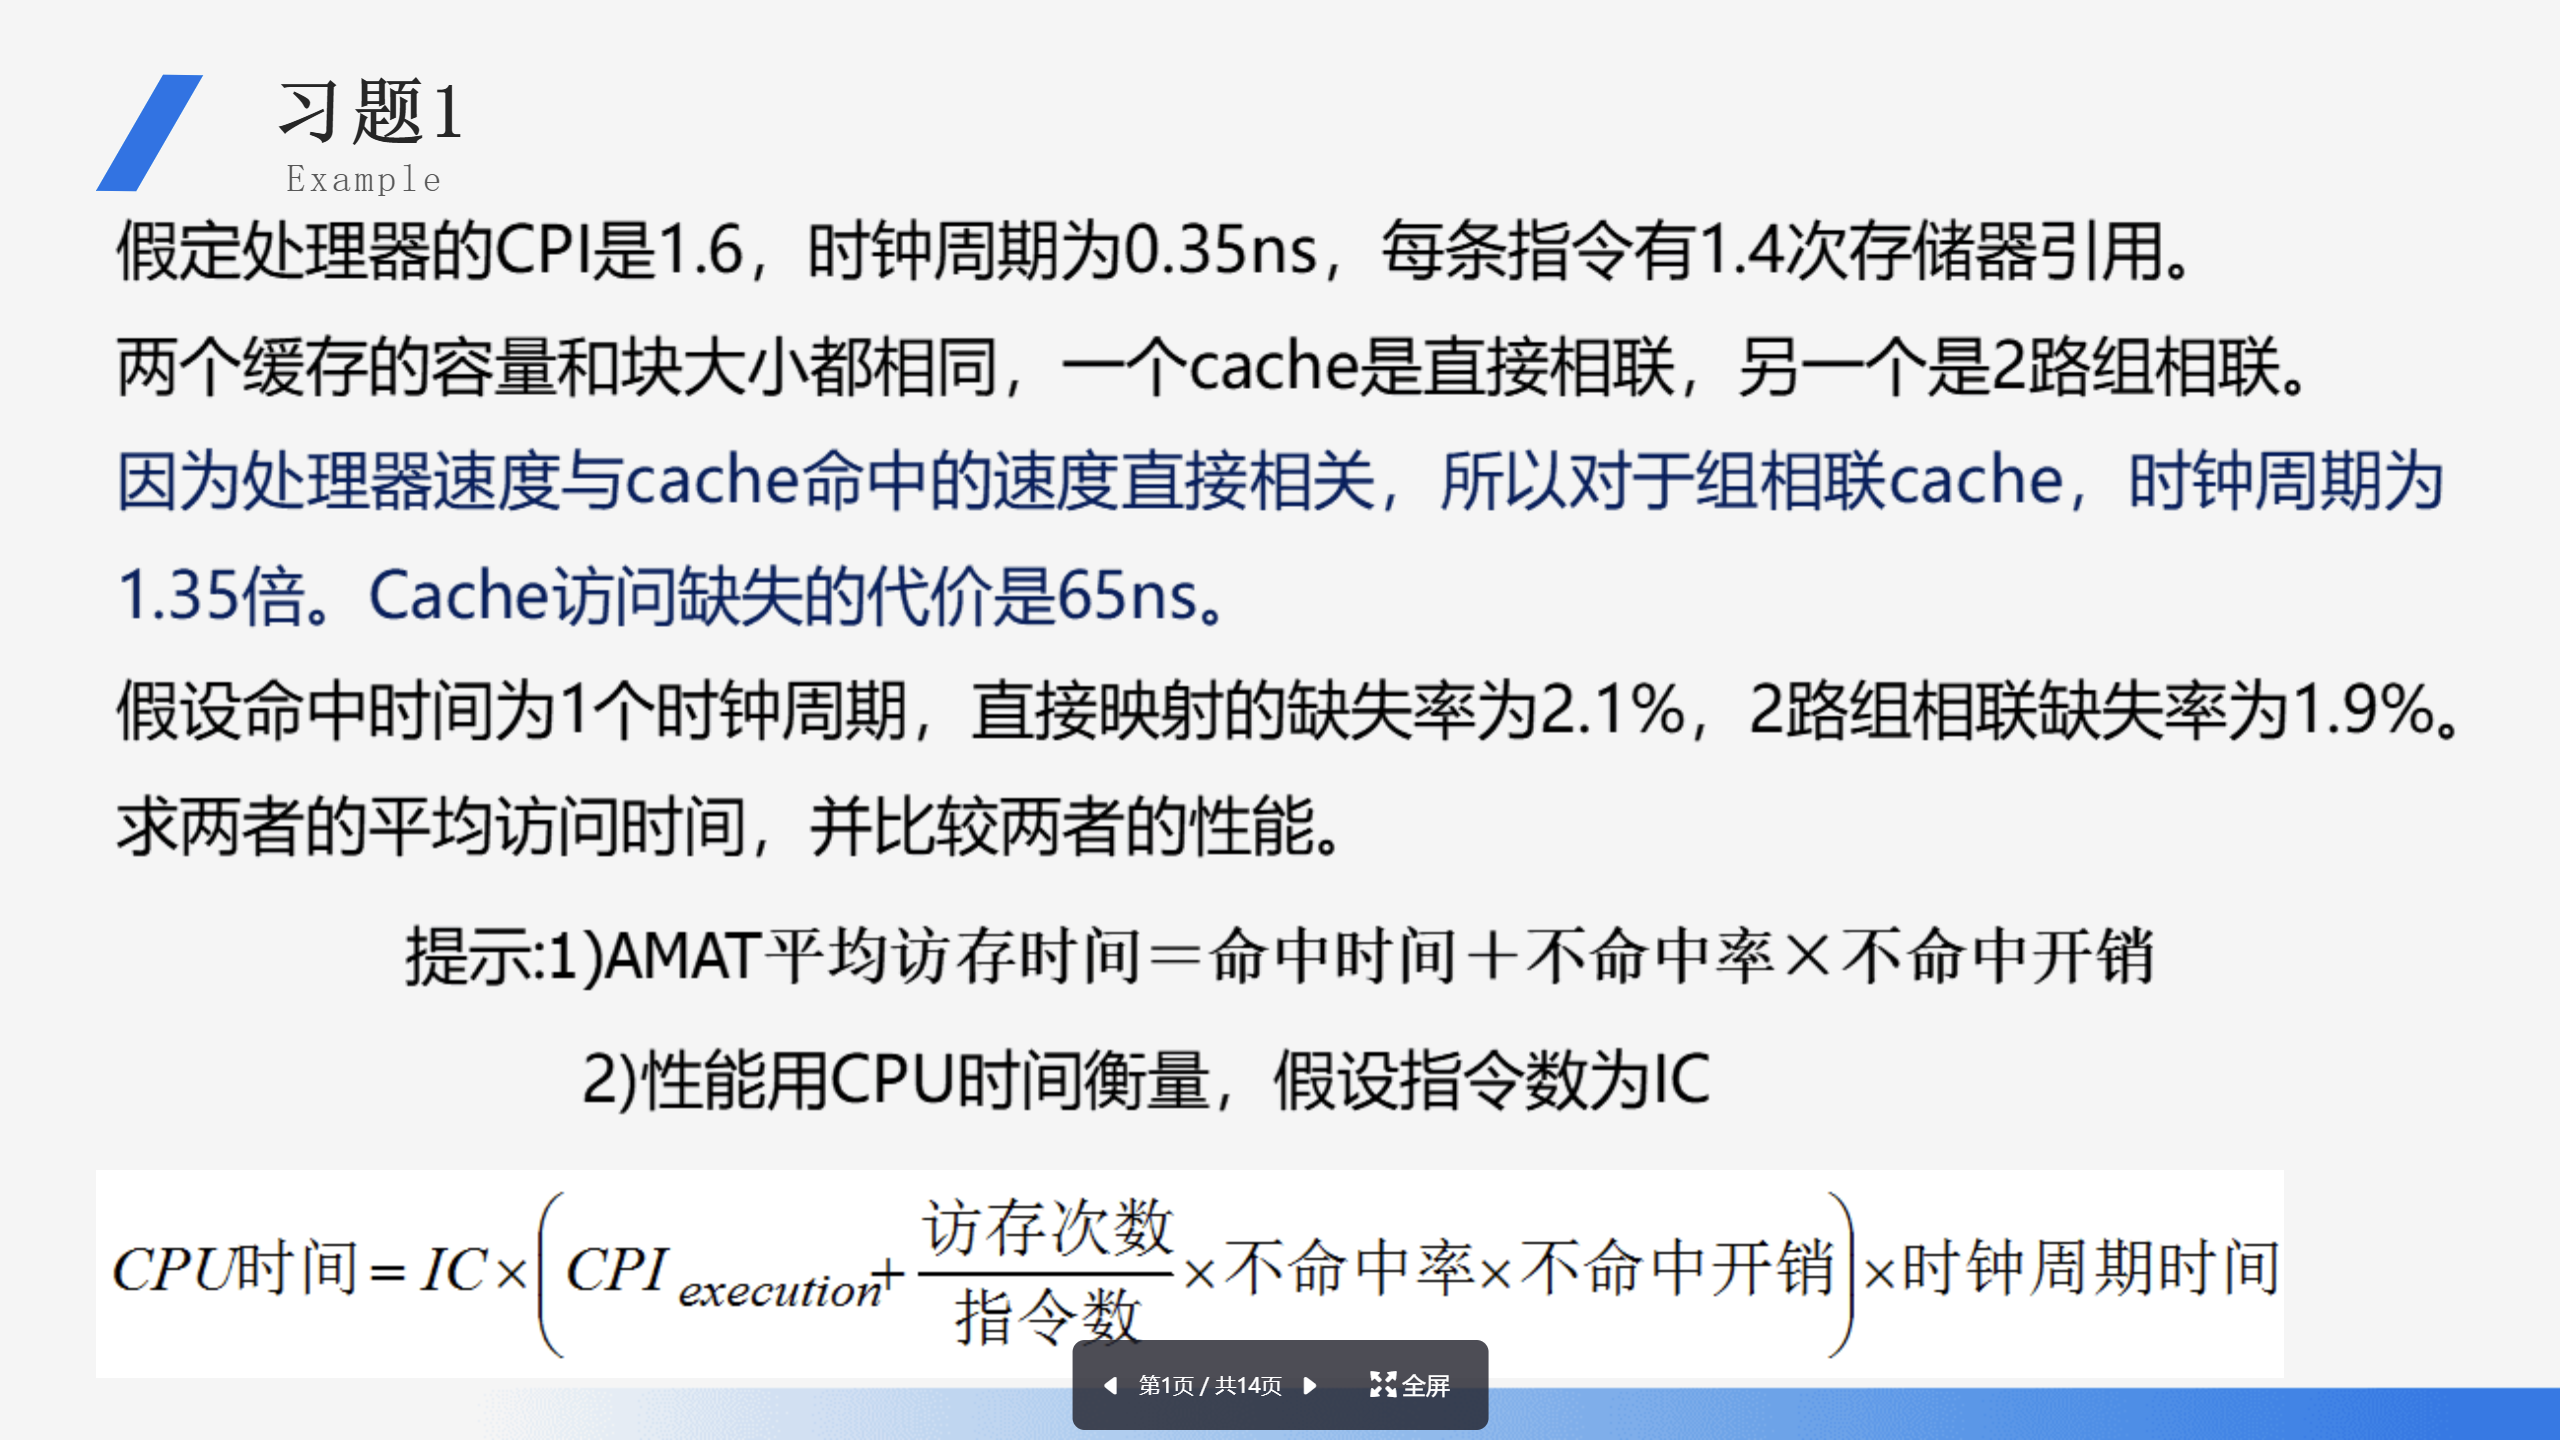 习题1
Example
假定处理器的CPI是1.6，时钟周期为0.35ns，每条指令有1.4次存储器引用。
两个缓存的容量和块大小都相同，一个cache是直接相联，另一个是2路组相联。
因为处理器速度与cache命中的速度直接相关，所以对于组相联cache，时钟周期为
1.35倍。Cache访问缺失的代价是65ns。
假设命中时间为1个时钟周期，直接映射的缺失率为2.1%，2路组相联缺失率为1.9%。
求两者的平均访问时间，并比较两者的性能。
提示:1)AMAT平均访存时间＝命中时间＋不命中率×不命中开销
2)性能用CPU时间衡量，假设指令数为IC
CPU时间 = IC × ( CPI execution + 访存次数 / 指令数 × 不命中率 × 不命中开销 ) × 时钟周期时间
第1页 / 共14页 全屏